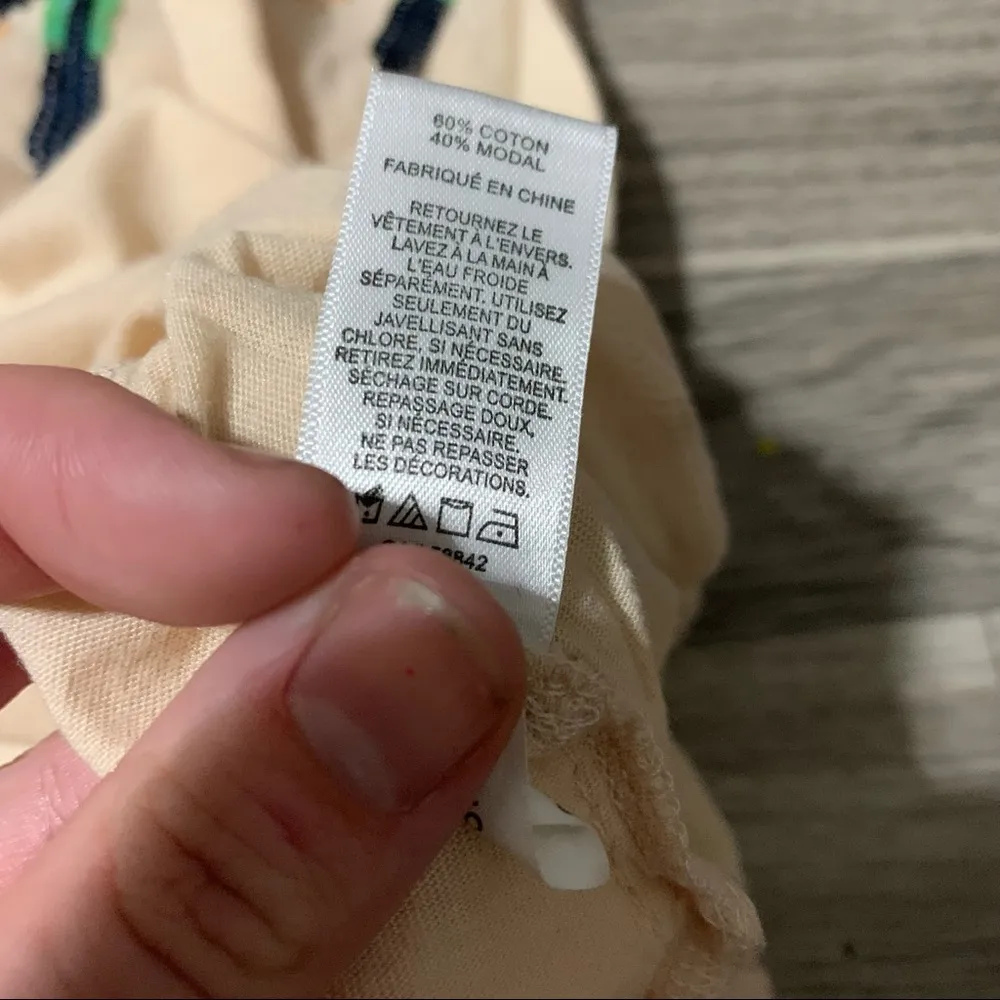 60% COTON
40% MODAL
FABRIQUÉ EN CHINE
RETOURNEZ LE
VÊTEMENT À L'ENVERS.
LAVEZ À LA MAIN À
L'EAU FROIDE
SÉPARÉMENT. UTILISEZ
SEULEMENT DU
JAVELLISANT SANS
CHLORE, SI NÉCESSAIRE.
RETIREZ IMMÉDIATEMENT.
SÉCHAGE SUR CORDE.
REPASSAGE DOUX,
SI NÉCESSAIRE.
NE PAS REPASSER
LES DÉCORATIONS.